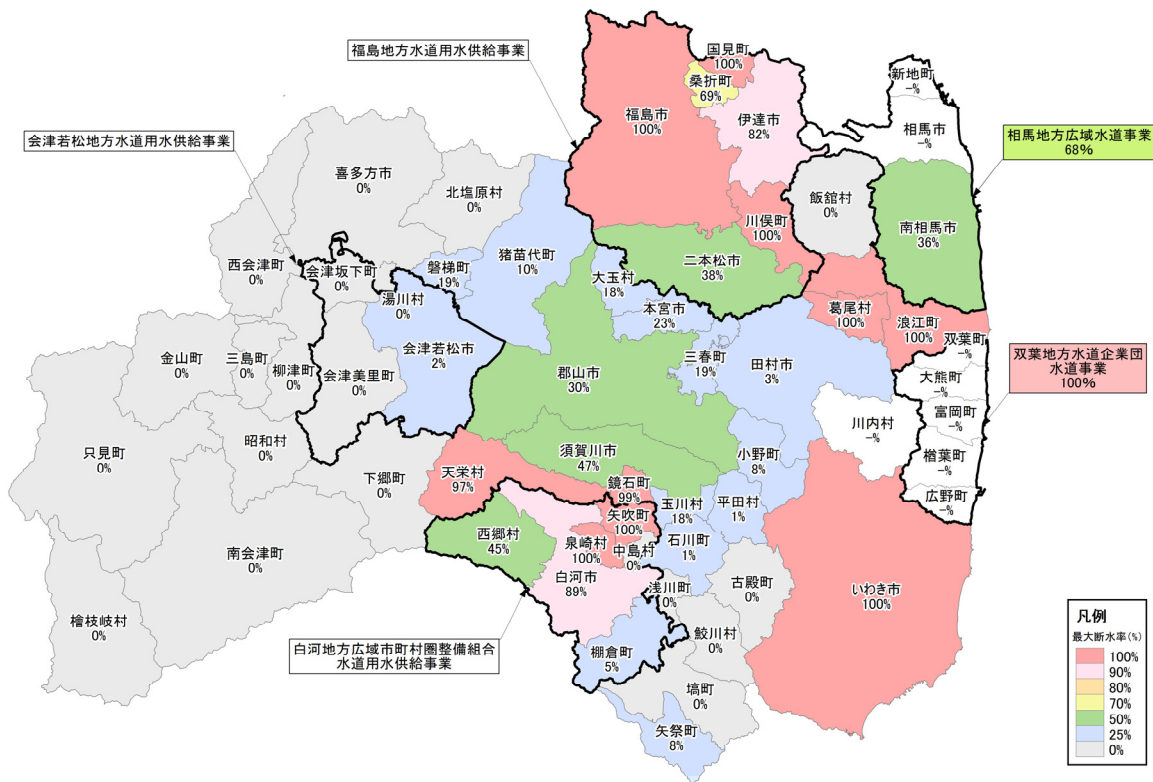 福島地方水道用水供給事業
会津若松地方水道用水供給事業
相馬地方広域水道事業
68%
双葉地方水道企業団
水道事業
100%
白河地方広域市町村圏整備組合
水道用水供給事業
国見町
100%
桑折町
69%
福島市
100%
伊達市
82%
新地町
-%
相馬市
-%
喜多方市
0%
北塩原村
0%
飯舘村
0%
南相馬市
36%
川俣町
100%
西会津町
0%
会津坂下町
0%
磐梯町
19%
猪苗代町
10%
大玉村
18%
二本松市
38%
湯川村
0%
本宮市
23%
葛尾村
100%
浪江町
100%
双葉町
-%
金山町
0%
三島町
0%
柳津町
0%
会津美里町
0%
会津若松市
2%
郡山市
30%
三春町
19%
田村市
3%
大熊町
-%
富岡町
-%
川内村
-%
楢葉町
-%
広野町
-%
只見町
0%
昭和村
0%
下郷町
0%
天栄村
97%
須賀川市
47%
鏡石町
99%
小野町
8%
玉川村
18%
平田村
1%
矢吹町
100%
石川町
1%
西郷村
45%
泉崎村
100%
中島村
0%
白河市
89%
南会津町
0%
檜枝岐村
0%
浅川町
0%
古殿町
0%
いわき市
100%
鮫川村
0%
棚倉町
5%
塙町
0%
矢祭町
8%
凡例
最大断水率(%)
100%
90%
80%
70%
50%
25%
0%